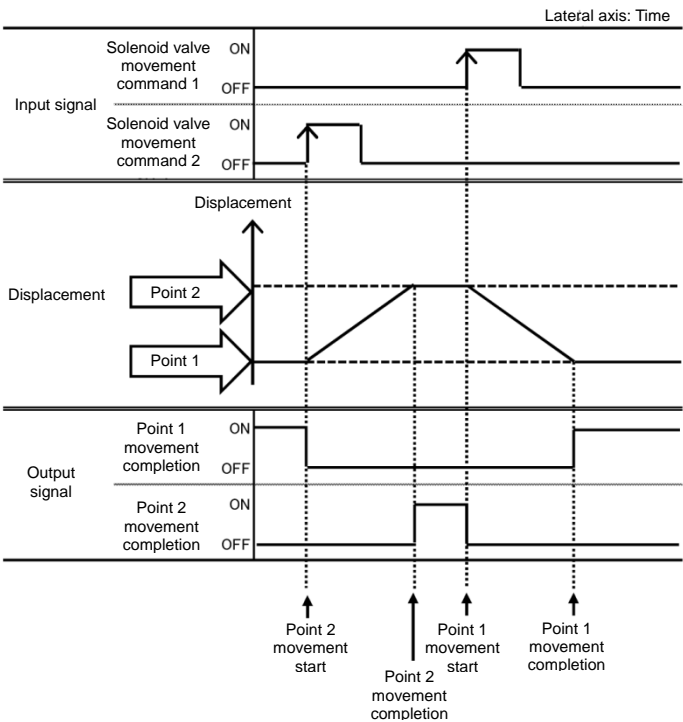 Lateral axis: Time
Input signal
Solenoid valve
movement
command 1
ON
OFF
Solenoid valve
movement
command 2
ON
OFF
Displacement
Displacement
Point 2
Point 1
Output
signal
Point 1
movement
completion
ON
OFF
Point 2
movement
completion
ON
OFF
Point 2
movement
start
Point 2
movement
completion
Point 1
movement
start
Point 1
movement
completion